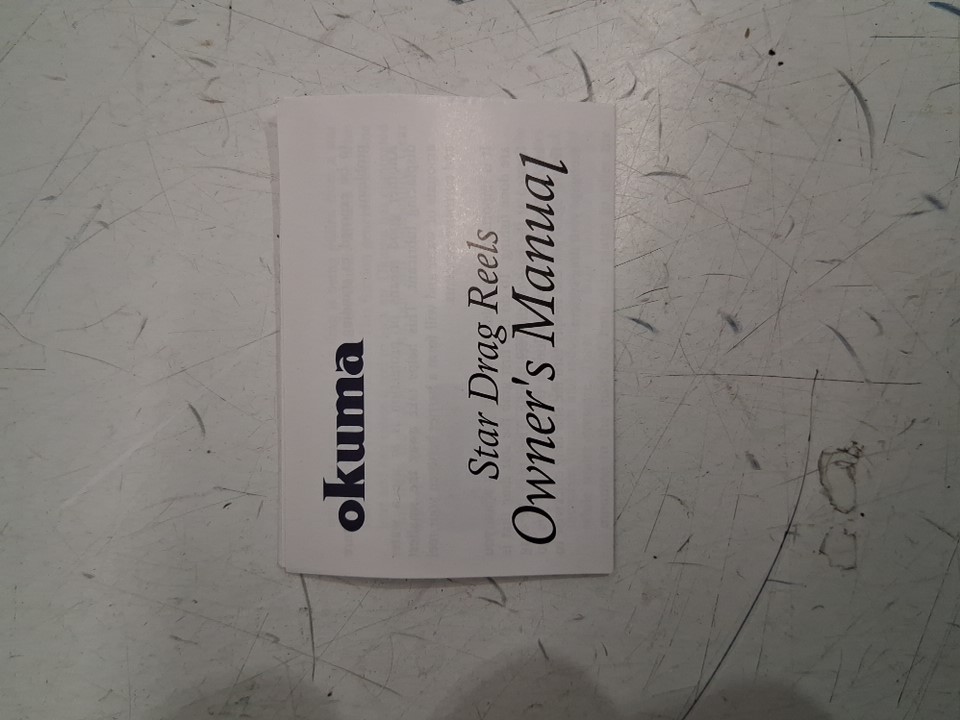 okuma
Star Drag Reels
Owner's Manual